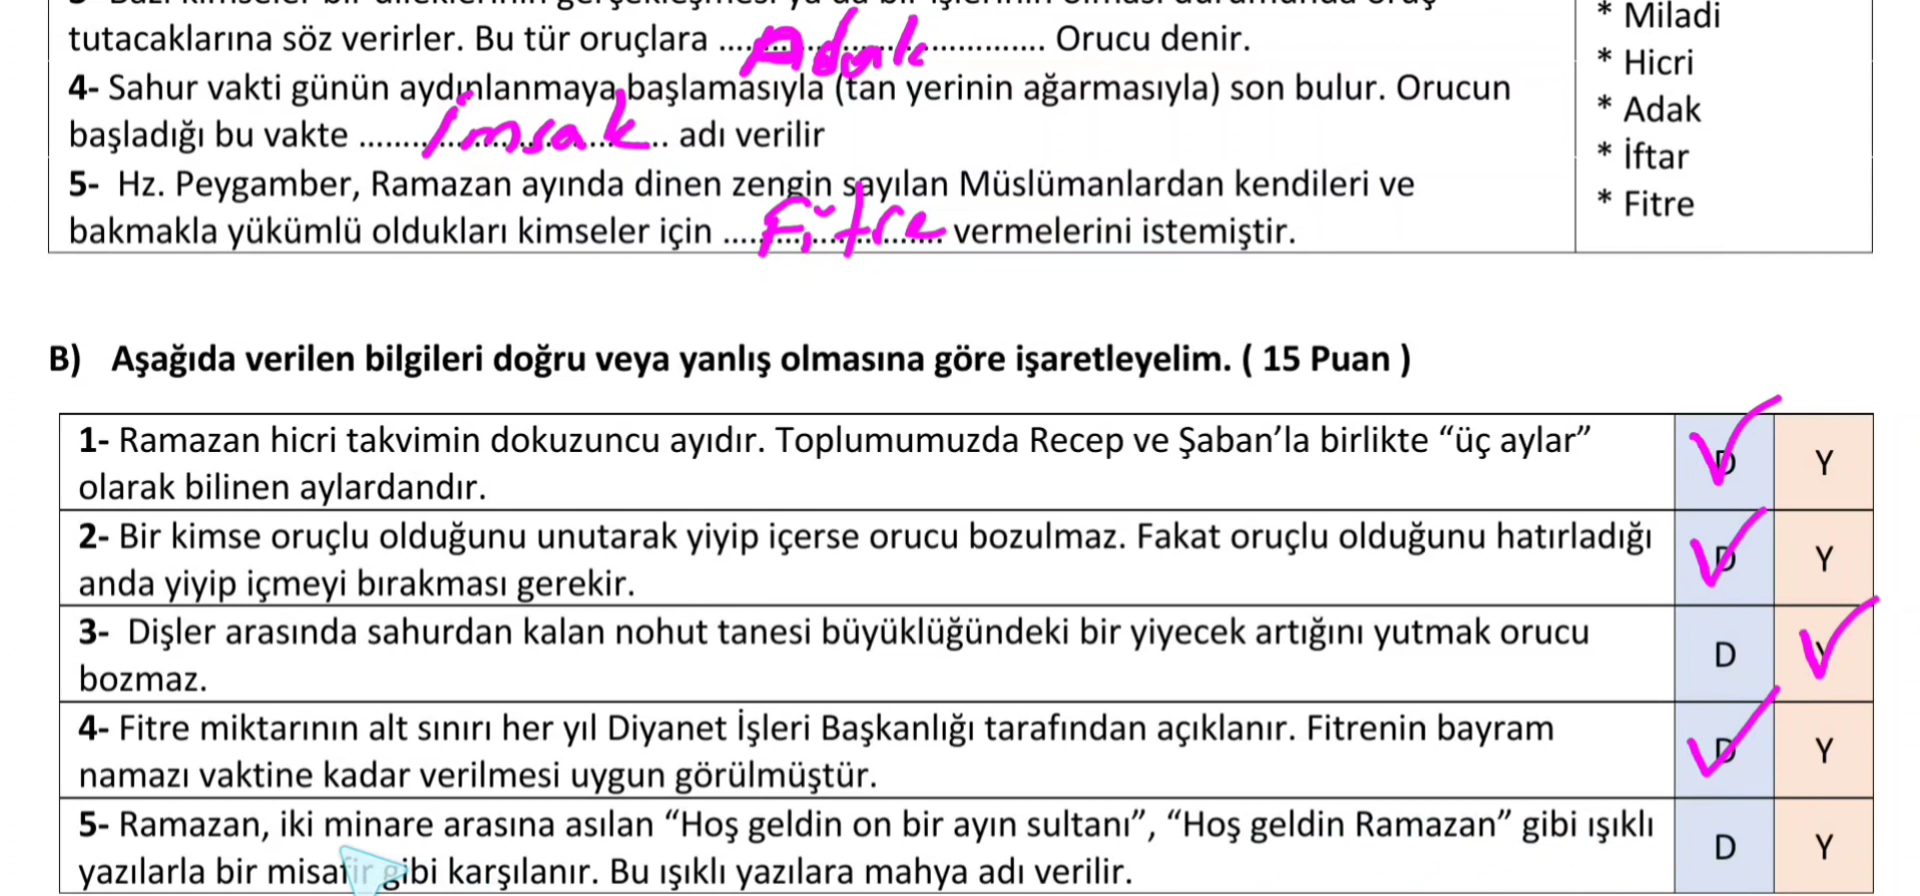 tutacaklarına söz verirler. Bu tür oruçlara .... Adak .............. Orucu denir.
4- Sahur vakti günün aydınlanmaya başlamasıyla (tan yerinin ağarmasıyla) son bulur. Orucun
başladığı bu vakte ....... imsak .. adı verilir
5- Hz. Peygamber, Ramazan ayında dinen zengin sayılan Müslümanlardan kendileri ve
bakmakla yükümlü oldukları kimseler için .... Fitre vermelerini istemiştir.
* Miladi
* Hicri
* Adak
* İftar
* Fitre
B) Aşağıda verilen bilgileri doğru veya yanlış olmasına göre işaretleyelim. ( 15 Puan )
1- Ramazan hicri takvimin dokuzuncu ayıdır. Toplumumuzda Recep ve Şaban’la birlikte “üç aylar”
olarak bilinen aylardandır.
D Y
2- Bir kimse oruçlu olduğunu unutarak yiyip içerse orucu bozulmaz. Fakat oruçlu olduğunu hatırladığı
anda yiyip içmeyi bırakması gerekir.
D Y
3- Dişler arasında sahurdan kalan nohut tanesi büyüklüğündeki bir yiyecek artığını yutmak orucu
bozmaz.
D Y
4- Fitre miktarının alt sınırı her yıl Diyanet İşleri Başkanlığı tarafından açıklanır. Fitrenin bayram
namazı vaktine kadar verilmesi uygun görülmüştür.
D Y
5- Ramazan, iki minare arasına asılan “Hoş geldin on bir ayın sultanı”, “Hoş geldin Ramazan” gibi ışıklı
yazılarla bir misafir gibi karşılanır. Bu ışıklı yazılara mahya adı verilir.
D Y